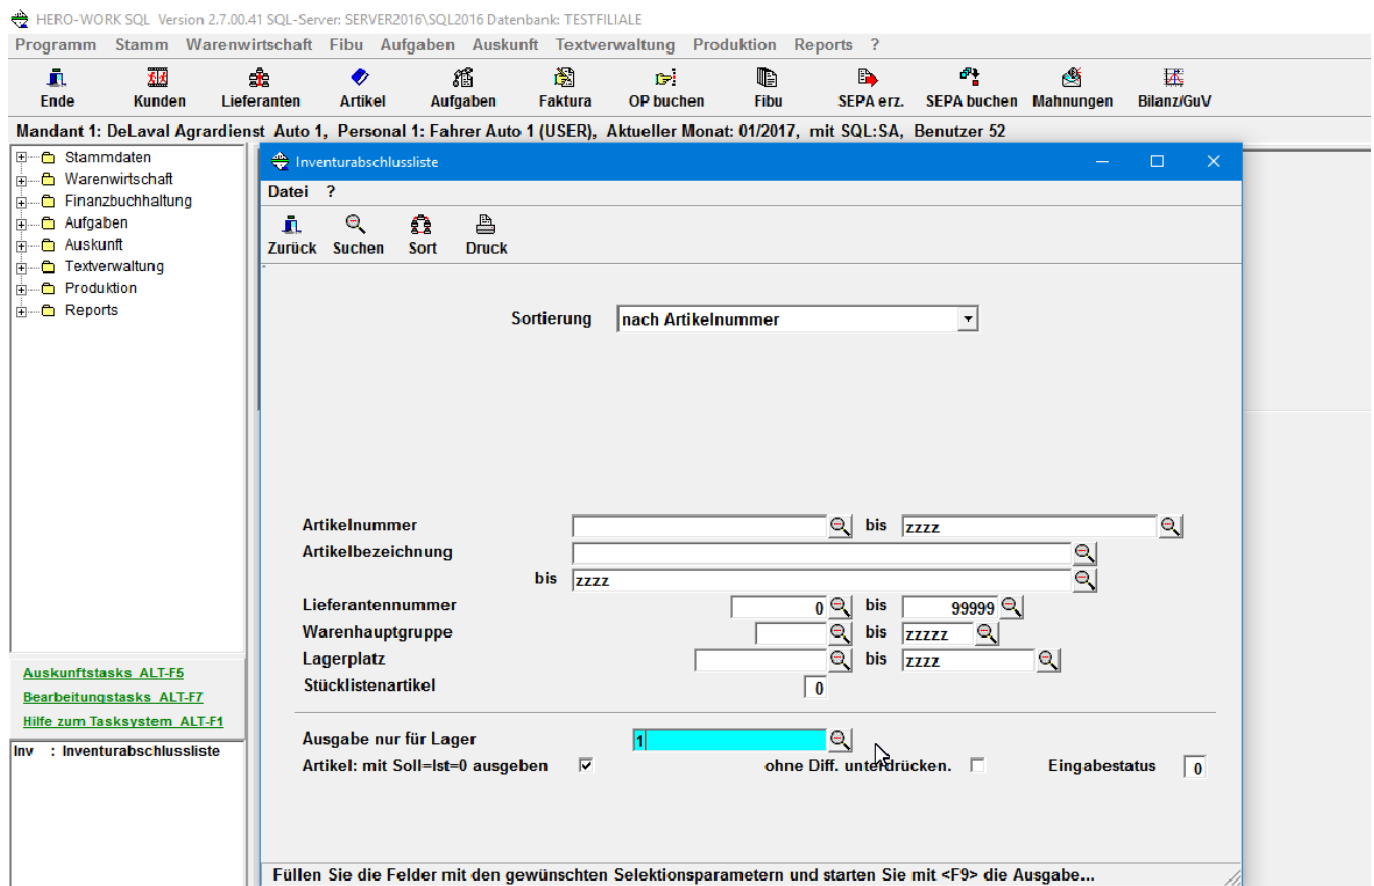 HERO-WORK SQL Version 2.7.00.41 SQL-Server: SERVER2016\SQL2016 Datenbank: TESTFILIALE
Programm Stamm Warenwirtschaft Fibu Aufgaben Auskunft Textverwaltung Produktion Reports ?
Ende Kunden Lieferanten Artikel Aufgaben Faktura OP buchen Fibu SEPA erz. SEPA buchen Mahnungen Bilanz/GuV
Mandant 1: DeLaval Agrardienst Auto 1, Personal 1: Fahrer Auto 1 (USER), Aktueller Monat: 01/2017, mit SQL:SA, Benutzer 52
Stammdaten
Warenwirtschaft
Finanzbuchhaltung
Aufgaben
Auskunft
Textverwaltung
Produktion
Reports
Auskunftstasks ALT-F5
Bearbeitungstasks ALT-F7
Hilfe zum Tasksystem ALT-F1
Inv : Inventurabschlussliste
Inventurabschlussliste
Datei ?
Zurück Suchen Sort Druck
Sortierung nach Artikelnummer
Artikelnummer bis zzzz
Artikelbezeichnung
bis zzzz
Lieferantennummer 0 bis 99999
Warenhauptgruppe bis zzzzz
Lagerplatz bis zzzz
Stücklistenartikel 0
Ausgabe nur für Lager 1
Artikel: mit Soll=Ist=0 ausgeben ohne Diff. unterdrücken. Eingabestatus 0
Füllen Sie die Felder mit den gewünschten Selektionsparametern und starten Sie mit <F9> die Ausgabe...